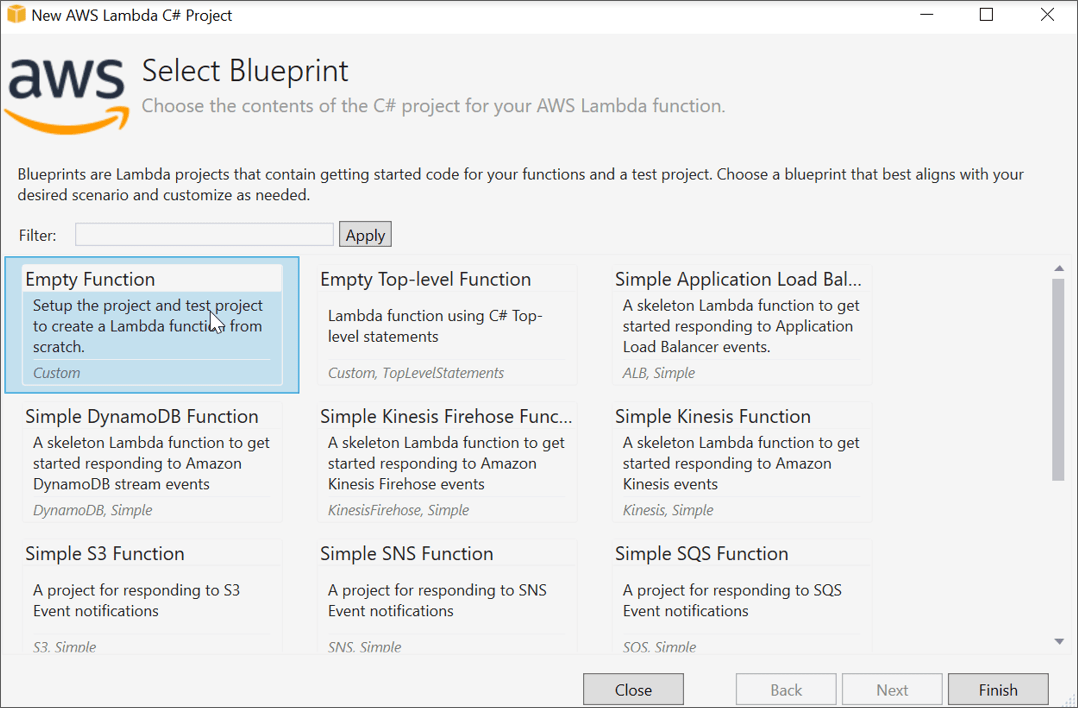 New AWS Lambda C# Project
aws
Select Blueprint
Choose the contents of the C# project for your AWS Lambda function.
Blueprints are Lambda projects that contain getting started code for your functions and a test project. Choose a blueprint that best aligns with your
desired scenario and customize as needed.
Filter:
Apply
Empty Function
Setup the project and test project
to create a Lambda function from
scratch.
Custom
Empty Top-level Function
Lambda function using C# Top-
level statements
Custom, TopLevelStatements
Simple Application Load Bal...
A skeleton Lambda function to get
started responding to Application
Load Balancer events.
ALB, Simple
Simple DynamoDB Function
A skeleton Lambda function to get
started responding to Amazon
DynamoDB stream events
DynamoDB, Simple
Simple Kinesis Firehose Func...
A skeleton Lambda function to get
started responding to Amazon
Kinesis Firehose events
KinesisFirehose, Simple
Simple Kinesis Function
A skeleton Lambda function to get
started responding to Amazon
Kinesis events
Kinesis, Simple
Simple S3 Function
A project for responding to S3
Event notifications
S3, Simple
Simple SNS Function
A project for responding to SNS
Event notifications
SNS, Simple
Simple SQS Function
A project for responding to SQS
Event notifications
SQS, Simple
Close
Back
Next
Finish